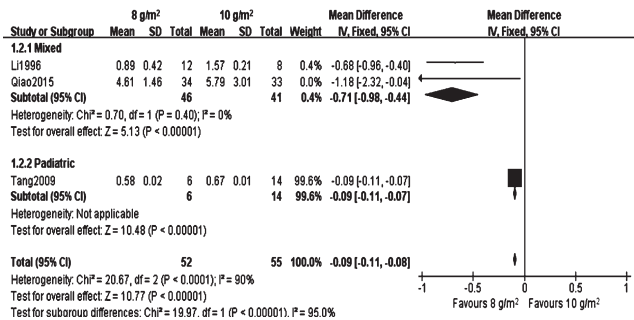 8 g/m² 10 g/m² Mean Difference Mean Difference
Study or Subgroup Mean SD Total Mean SD Total Weight IV, Fixed, 95% CI IV, Fixed, 95% CI
1.2.1 Mixed
Li1996 0.89 0.42 12 1.57 0.21 8 0.4% -0.68 [-0.96, -0.40]
Qiao2015 4.61 1.46 34 5.79 3.01 33 0.0% -1.18 [-2.32, -0.04]
Subtotal (95% CI) 46 41 0.4% -0.71 [-0.98, -0.44]
Heterogeneity: Chi² = 0.70, df = 1 (P = 0.40); I² = 0%
Test for overall effect: Z = 5.13 (P < 0.00001)
1.2.2 Padiatric
Tang2009 0.58 0.02 6 0.67 0.01 14 99.6% -0.09 [-0.11, -0.07]
Subtotal (95% CI) 6 14 99.6% -0.09 [-0.11, -0.07]
Heterogeneity: Not applicable
Test for overall effect: Z = 10.48 (P < 0.00001)
Total (95% CI) 52 55 100.0% -0.09 [-0.11, -0.08]
Heterogeneity: Chi² = 20.67, df = 2 (P < 0.0001); I² = 90%
Test for overall effect: Z = 10.77 (P < 0.00001)
Test for subgroup differences: Chi² = 19.97, df = 1 (P < 0.00001), I² = 95.0%
-1 -0.5 0 0.5 1
Favours 8 g/m² Favours 10 g/m²